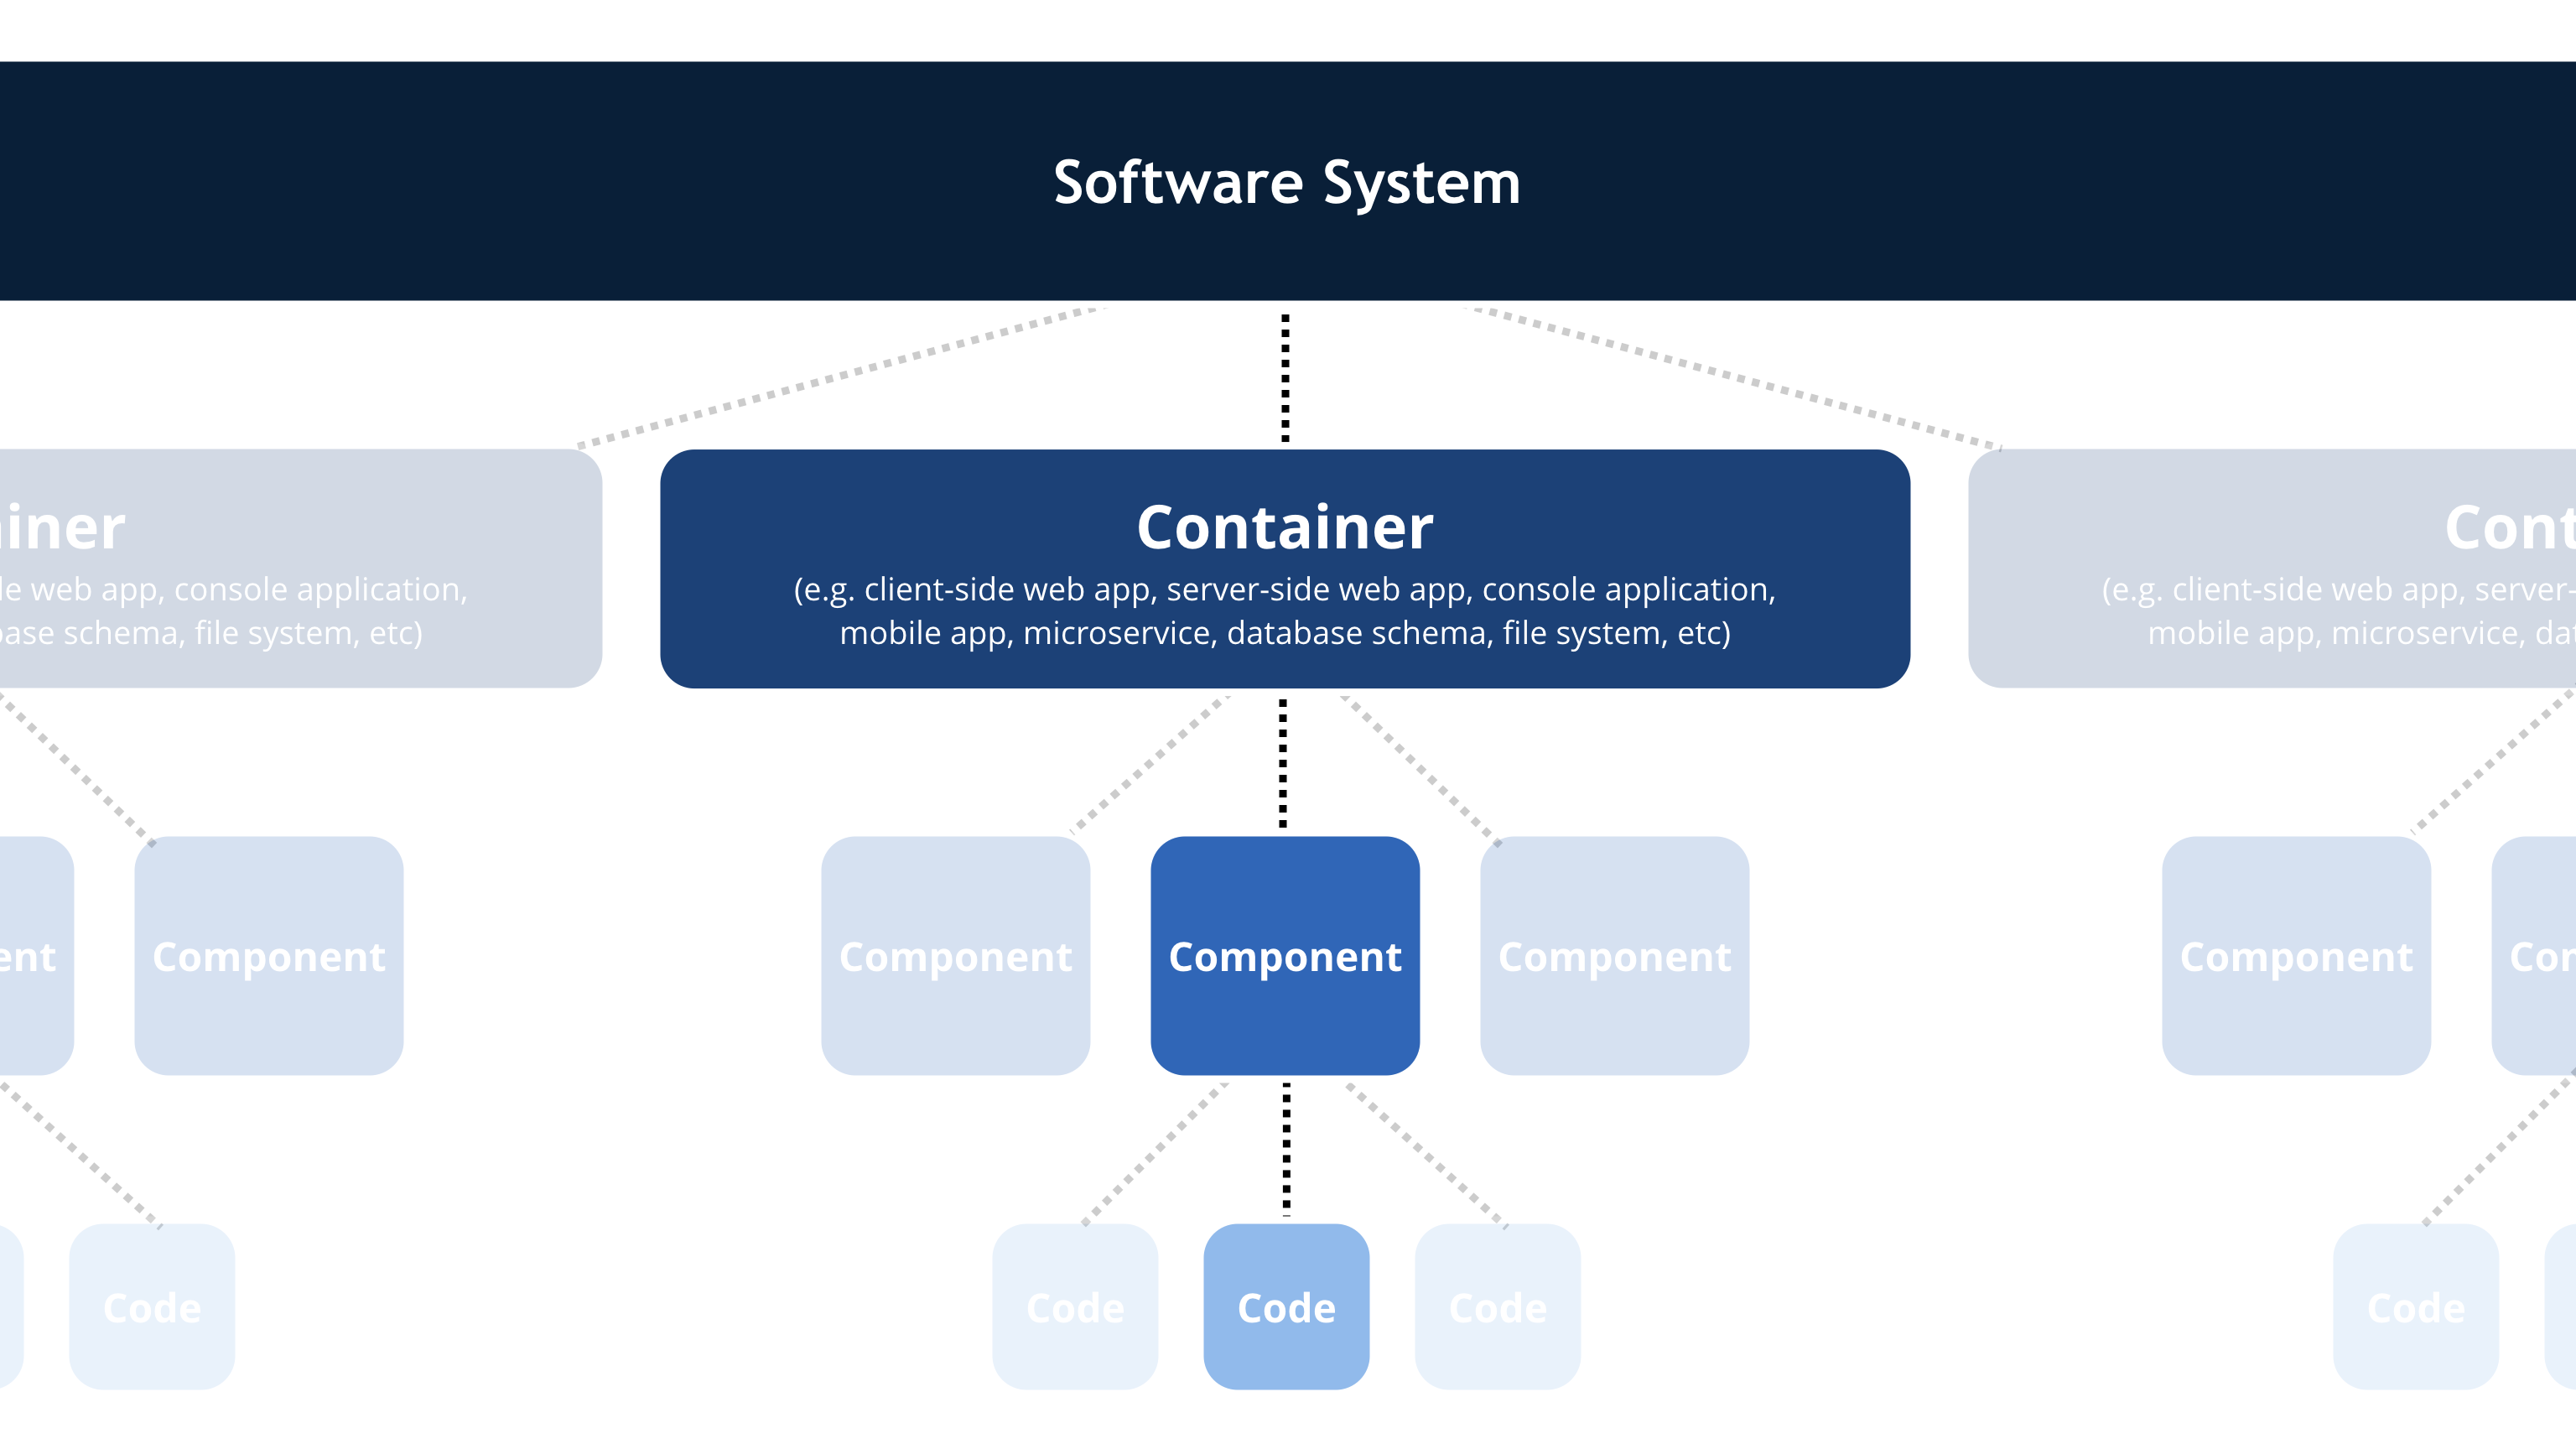 Software System
iner
Container
Cont
le web app, console application,
(e.g. client-side web app, server-side web app, console application,
(e.g. client-side web app, server-
ase schema, file system, etc)
mobile app, microservice, database schema, file system, etc)
mobile app, microservice, dat
ent
Component
Component
Component
Component
Component
Con
Code
Code
Code
Code
Code